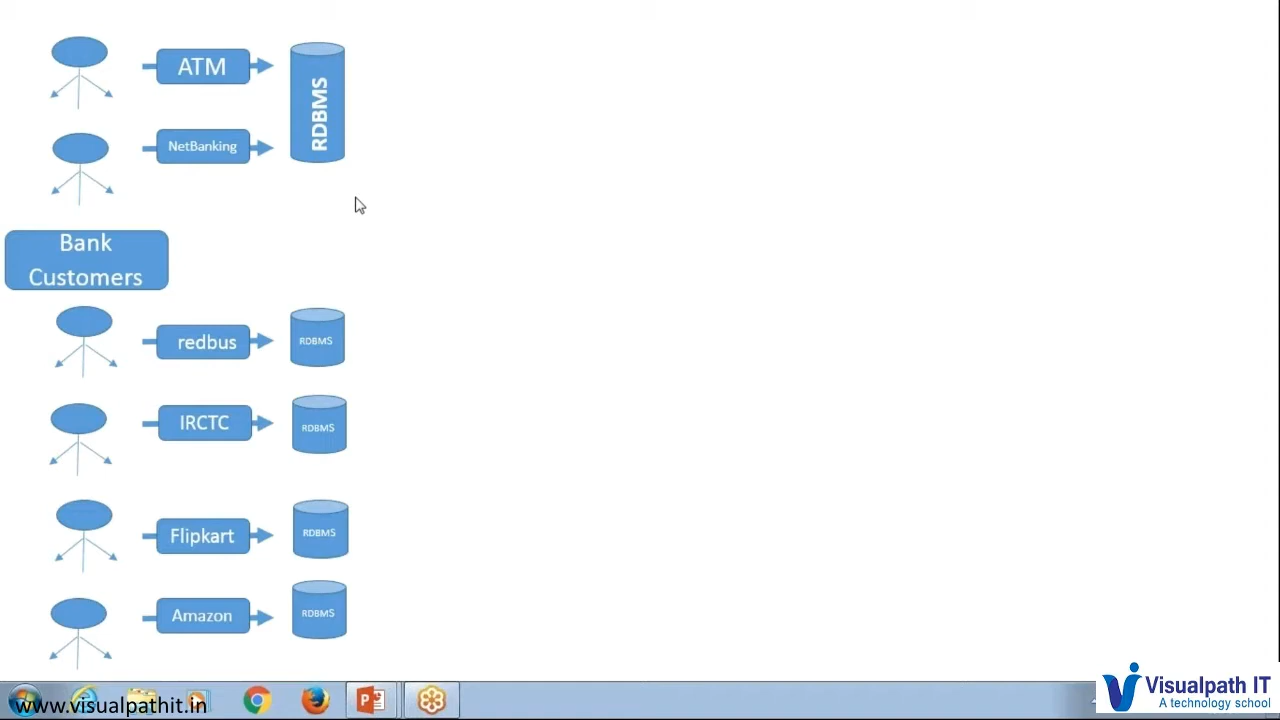 ATM
RDBMS
NetBanking
Bank
Customers
redbus
RDBMS
IRCTC
RDBMS
Flipkart
RDBMS
Amazon
RDBMS
www.visualpathit.in
Visualpath IT
A technology school